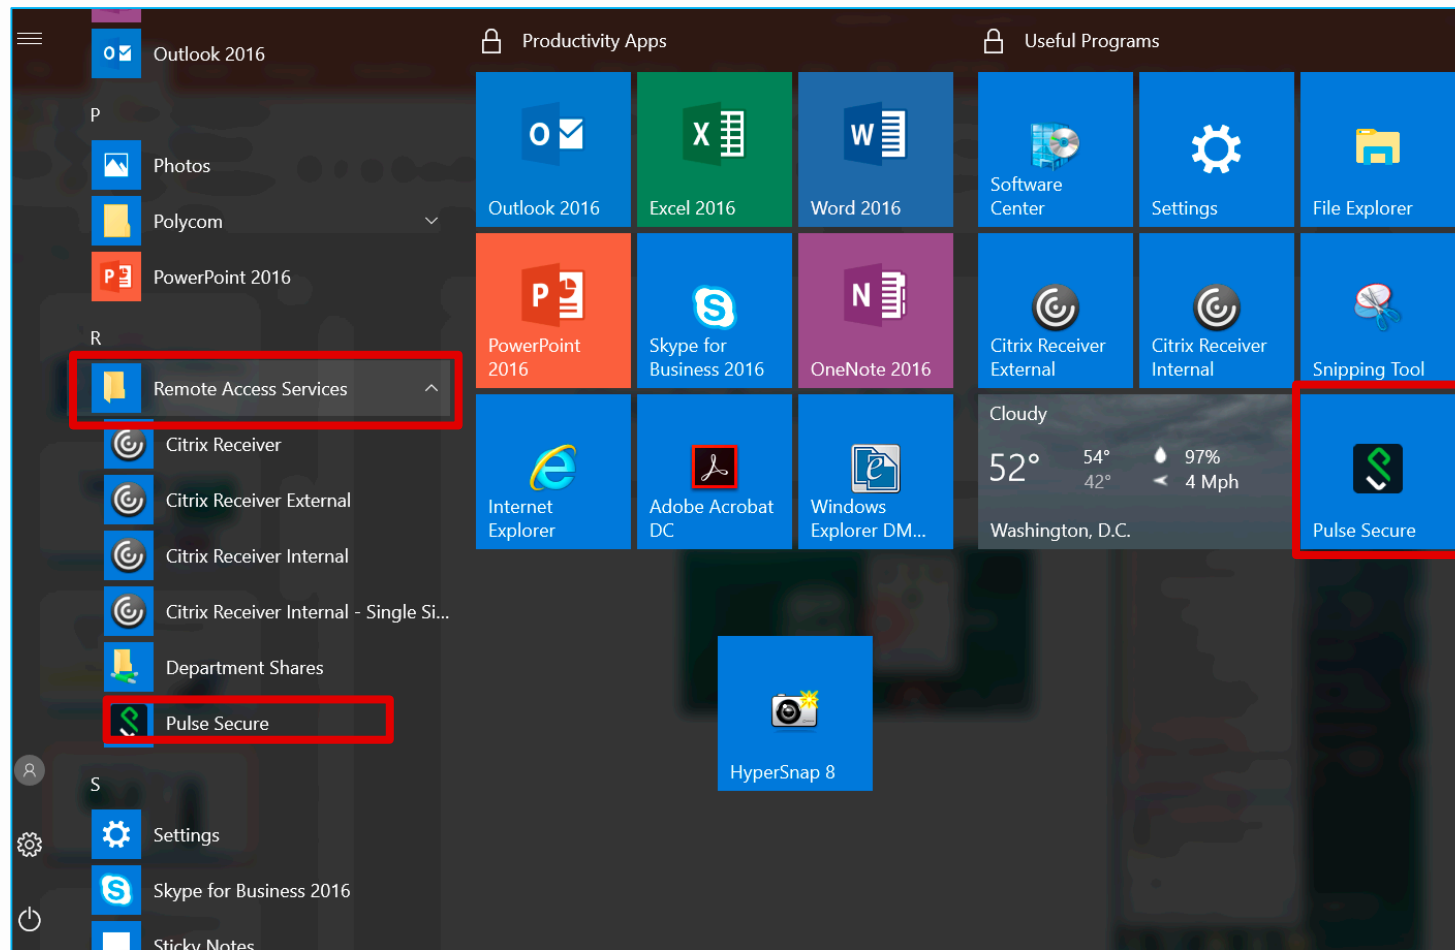 Outlook 2016
P
Photos
Polycom
PowerPoint 2016
R
Remote Access Services
Citrix Receiver
Citrix Receiver External
Citrix Receiver Internal
Citrix Receiver Internal - Single Si...
Department Shares
Pulse Secure
S
Settings
Skype for Business 2016
Sticky Notes
Productivity Apps
Outlook 2016
Excel 2016
Word 2016
PowerPoint
2016
Skype for
Business 2016
OneNote 2016
Internet
Explorer
Adobe Acrobat
DC
Windows
Explorer DM...
HyperSnap 8
Useful Programs
Software
Center
Settings
File Explorer
Citrix Receiver
External
Citrix Receiver
Internal
Snipping Tool
Cloudy
52°
54°
42°
97%
4 Mph
Washington, D.C.
Pulse Secure